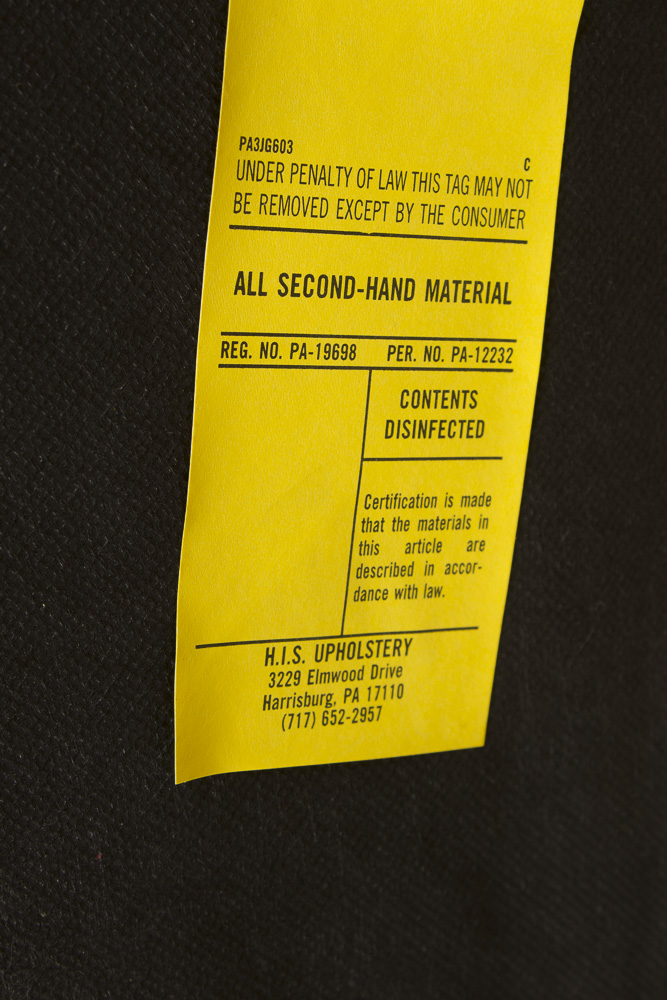 PA3JG603
C
UNDER PENALTY OF LAW THIS TAG MAY NOT
BE REMOVED EXCEPT BY THE CONSUMER
ALL SECOND-HAND MATERIAL
REG. NO. PA-19698 PER. NO. PA-12232
CONTENTS
DISINFECTED
Certification is made
that the materials in
this article are
described in accor-
dance with law.
H.I.S. UPHOLSTERY
3229 Elmwood Drive
Harrisburg, PA 17110
(717) 652-2957